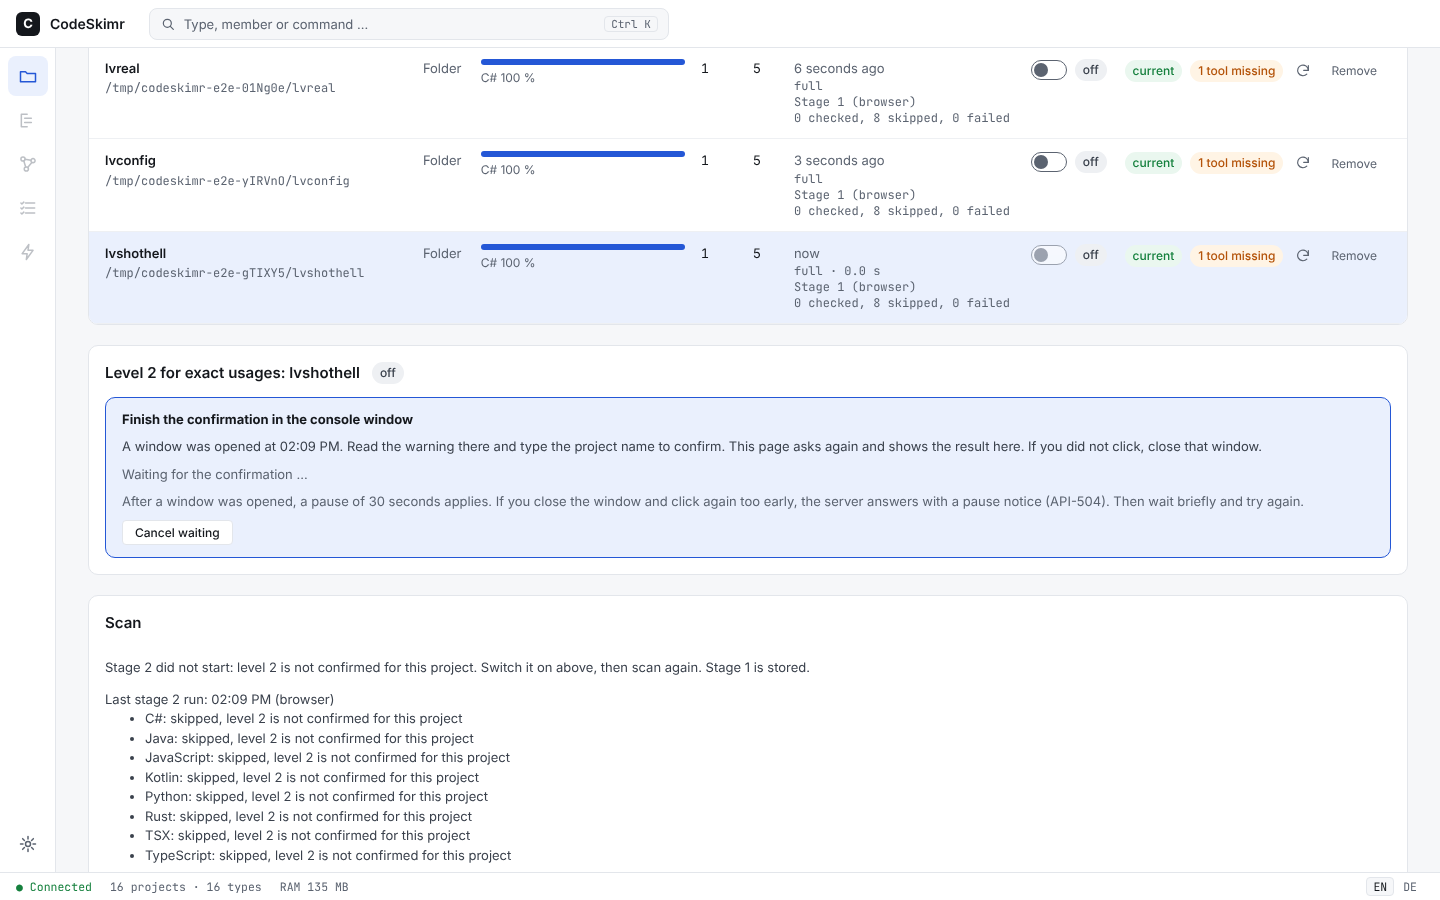 C CodeSkimr Type, member or command ... Ctrl K
lvreal Folder 1 5 6 seconds ago off current 1 tool missing Remove
/tmp/codeskimr-e2e-01Ng0e/lvreal C# 100 % full
Stage 1 (browser)
0 checked, 8 skipped, 0 failed
lvconfig Folder 1 5 3 seconds ago off current 1 tool missing Remove
/tmp/codeskimr-e2e-yIRVnO/lvconfig C# 100 % full
Stage 1 (browser)
0 checked, 8 skipped, 0 failed
lvshothell Folder 1 5 now off current 1 tool missing Remove
/tmp/codeskimr-e2e-gTIXY5/lvshothell C# 100 % full · 0.0 s
Stage 1 (browser)
0 checked, 8 skipped, 0 failed
Level 2 for exact usages: lvshothell off
Finish the confirmation in the console window
A window was opened at 02:09 PM. Read the warning there and type the project name to confirm. This page asks again and shows the result here. If you did not click, close that window.
Waiting for the confirmation ...
After a window was opened, a pause of 30 seconds applies. If you close the window and click again too early, the server answers with a pause notice (API-504). Then wait briefly and try again.
Cancel waiting
Scan
Stage 2 did not start: level 2 is not confirmed for this project. Switch it on above, then scan again. Stage 1 is stored.
Last stage 2 run: 02:09 PM (browser)
• C#: skipped, level 2 is not confirmed for this project
• Java: skipped, level 2 is not confirmed for this project
• JavaScript: skipped, level 2 is not confirmed for this project
• Kotlin: skipped, level 2 is not confirmed for this project
• Python: skipped, level 2 is not confirmed for this project
• Rust: skipped, level 2 is not confirmed for this project
• TSX: skipped, level 2 is not confirmed for this project
• TypeScript: skipped, level 2 is not confirmed for this project
● Connected 16 projects · 16 types RAM 135 MB EN DE